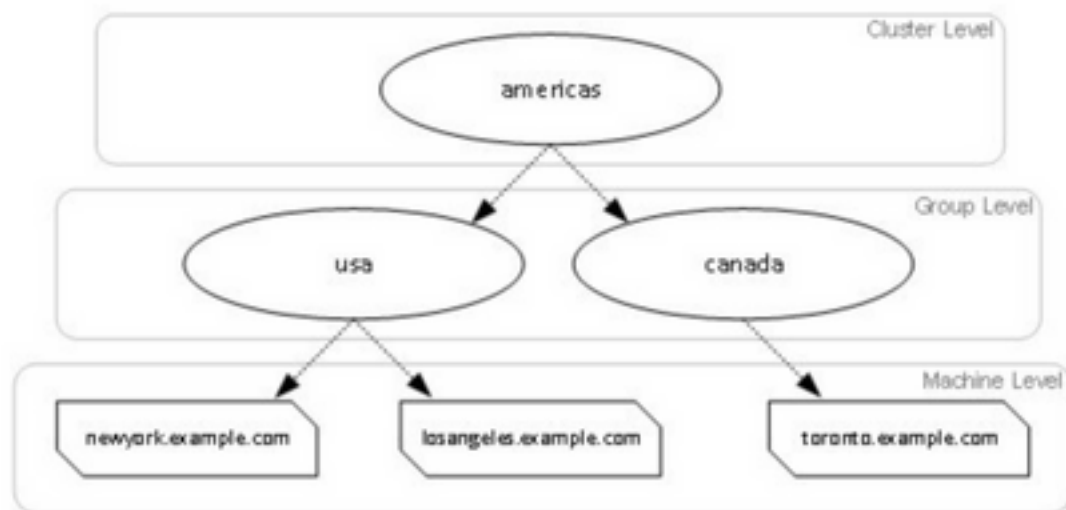 Cluster Level
americas
Group Level
usa
canada
Machine Level
newyork.example.com
losangeles.example.com
toronto.example.com